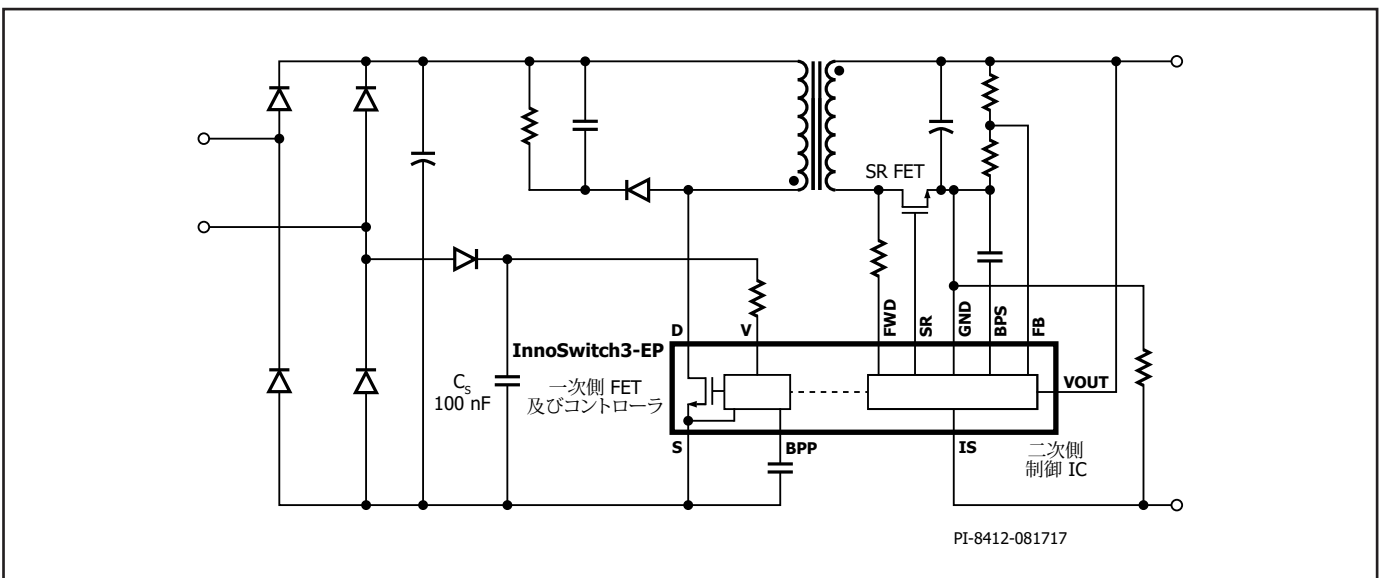 SR FET
FWD
SR
GND
BPS
FB
D
V
InnoSwitch3-EP
VOUT
C_S
100 nF
一次側 FET
及びコントローラ
S
BPP
IS
二次側
制御 IC
PI-8412-081717